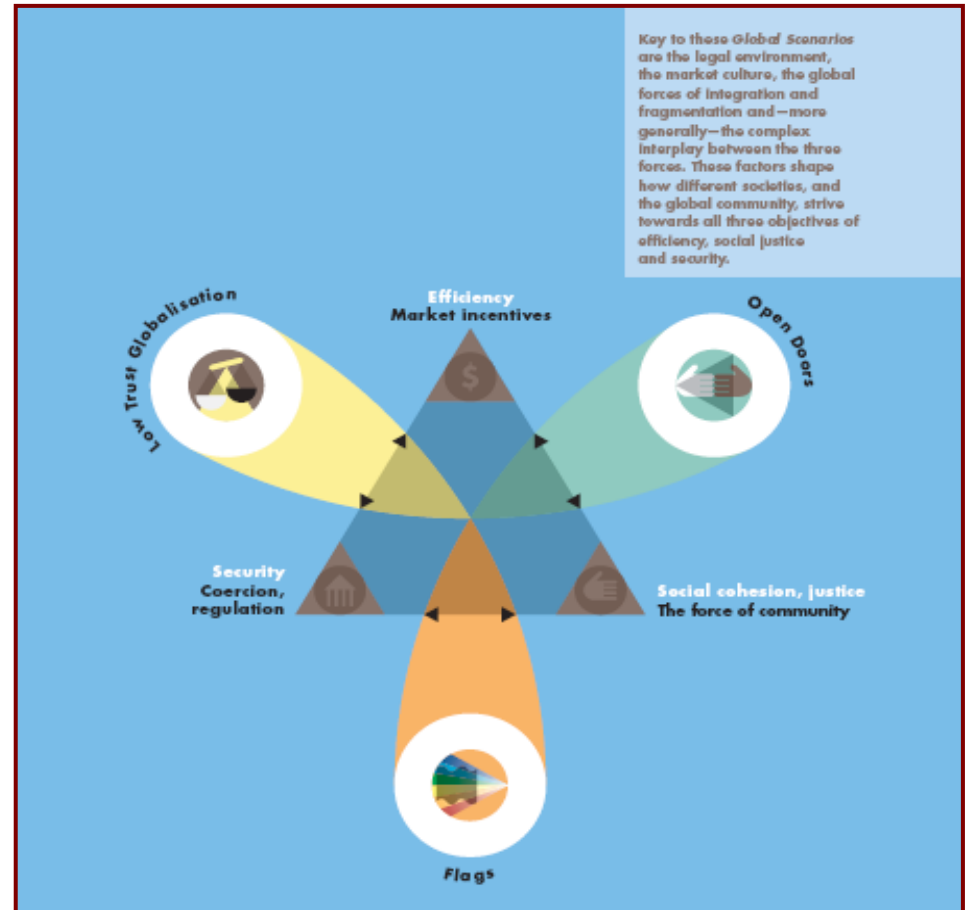 Key to these Global Scenarios
are the legal environment,
the market culture, the global
forces of integration and
fragmentation and—more
generally—the complex
interplay between the three
forces. These factors shape
how different societies, and
the global community, strive
towards all three objectives of
efficiency, social justice
and security.
Low Trust Globalisation
Efficiency
Market incentives
Open Doors
$
Security
Coercion,
regulation
Social cohesion, justice
The force of community
Flags